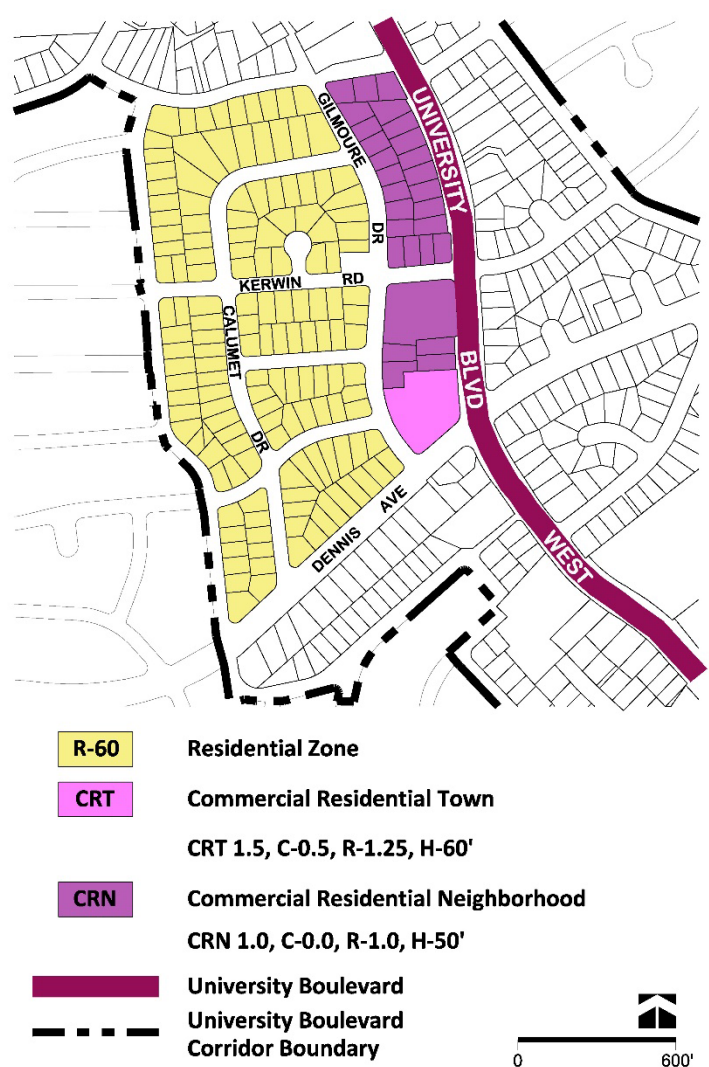 UNIVERSITY
GILMOURE
DR
KERWIN RD
CALUMET
DR
BLVD
DENNIS AVE
WEST
R-60 Residential Zone
CRT Commercial Residential Town
CRT 1.5, C-0.5, R-1.25, H-60'
CRN Commercial Residential Neighborhood
CRN 1.0, C-0.0, R-1.0, H-50'
University Boulevard
University Boulevard
Corridor Boundary
0 600'